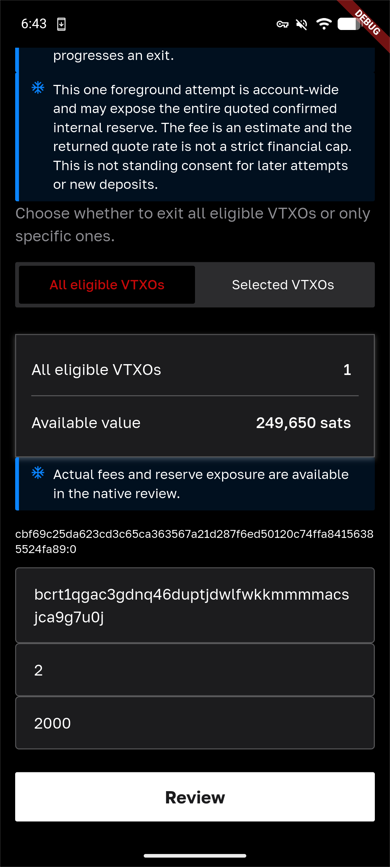 6:43
DEBUG
progresses an exit.
This one foreground attempt is account-wide
and may expose the entire quoted confirmed
internal reserve. The fee is an estimate and the
returned quote rate is not a strict financial cap.
This is not standing consent for later attempts
or new deposits.
Choose whether to exit all eligible VTXOs or only
specific ones.
All eligible VTXOs
Selected VTXOs
All eligible VTXOs 1
Available value 249,650 sats
Actual fees and reserve exposure are available
in the native review.
cbf69c25da623cd3c65ca363567a21d287f6ed50120c74ffa8415638
5524fa89:0
bcrt1qgac3gdnq46duptjdwlfwkkmmmmacs
jca9g7u0j
2
2000
Review